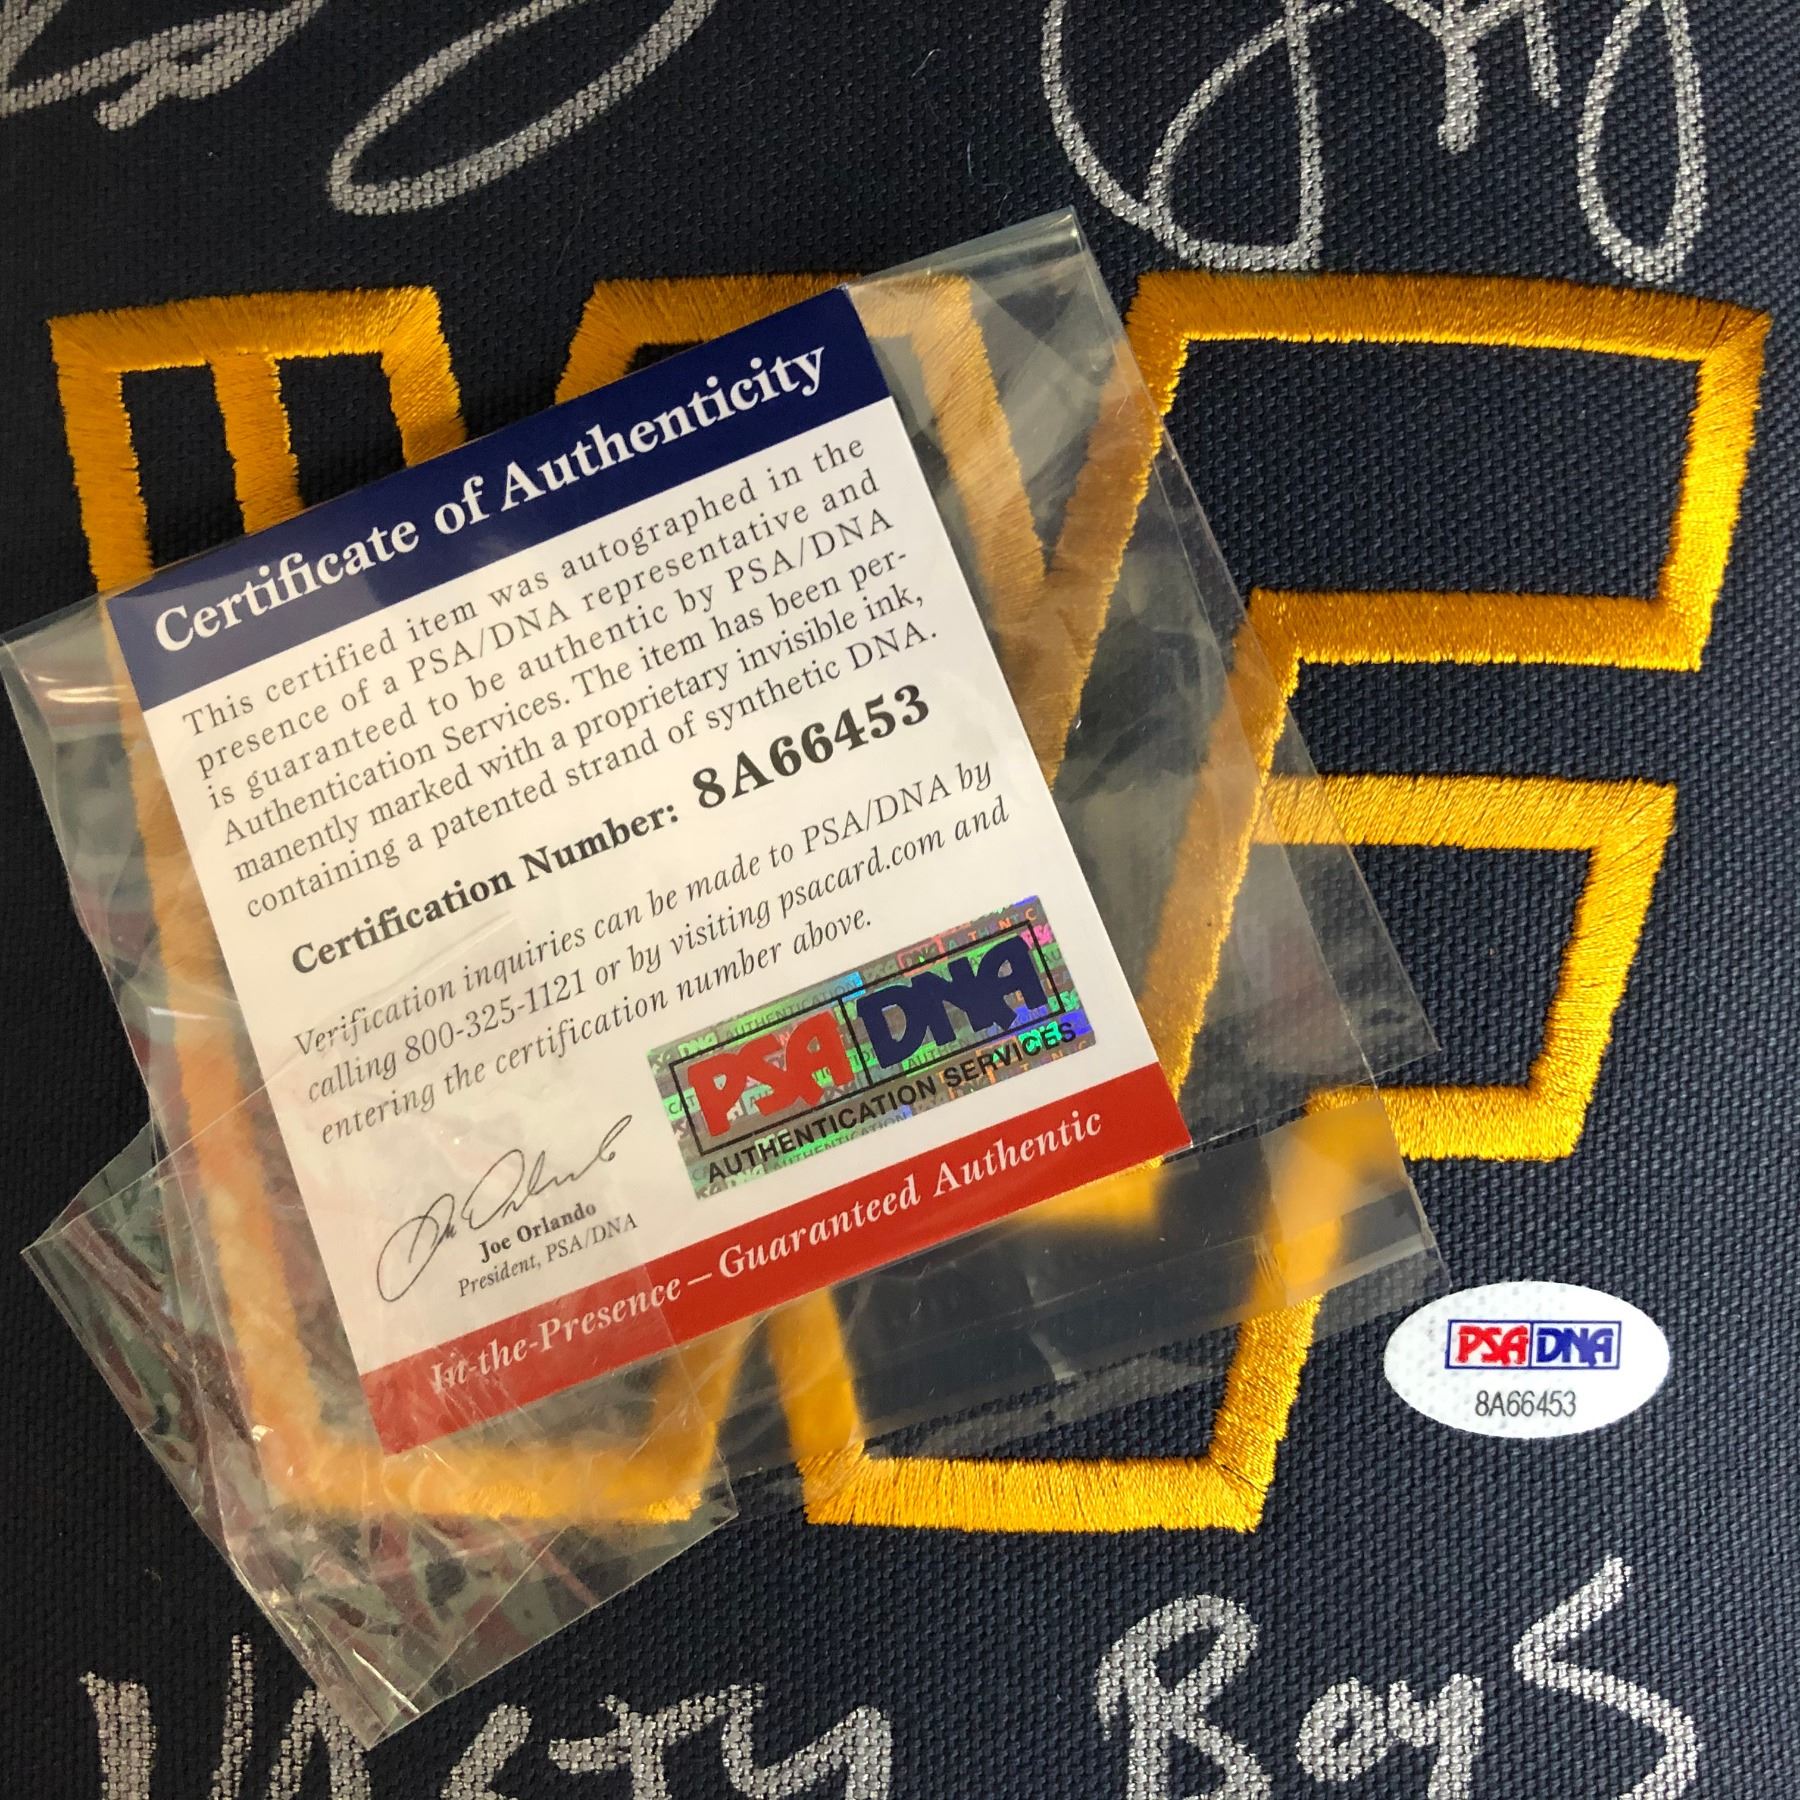 Certificate of Authenticity
This certified item was autographed in the
presence of a PSA/DNA representative and
is guaranteed to be authentic by PSA/DNA
Authentication Services. The item has been per-
manently marked with a proprietary invisible ink,
containing a patented strand of synthetic DNA.
Certification Number: 8A66453
Verification inquiries can be made to PSA/DNA by
calling 800-325-1121 or by visiting psacard.com and
entering the certification number above.
PSA DNA
AUTHENTICATION SERVICES
Joe Orlando
President, PSA/DNA
In-the-Presence – Guaranteed Authentic
PSA DNA
8A66453
Nasty Boys